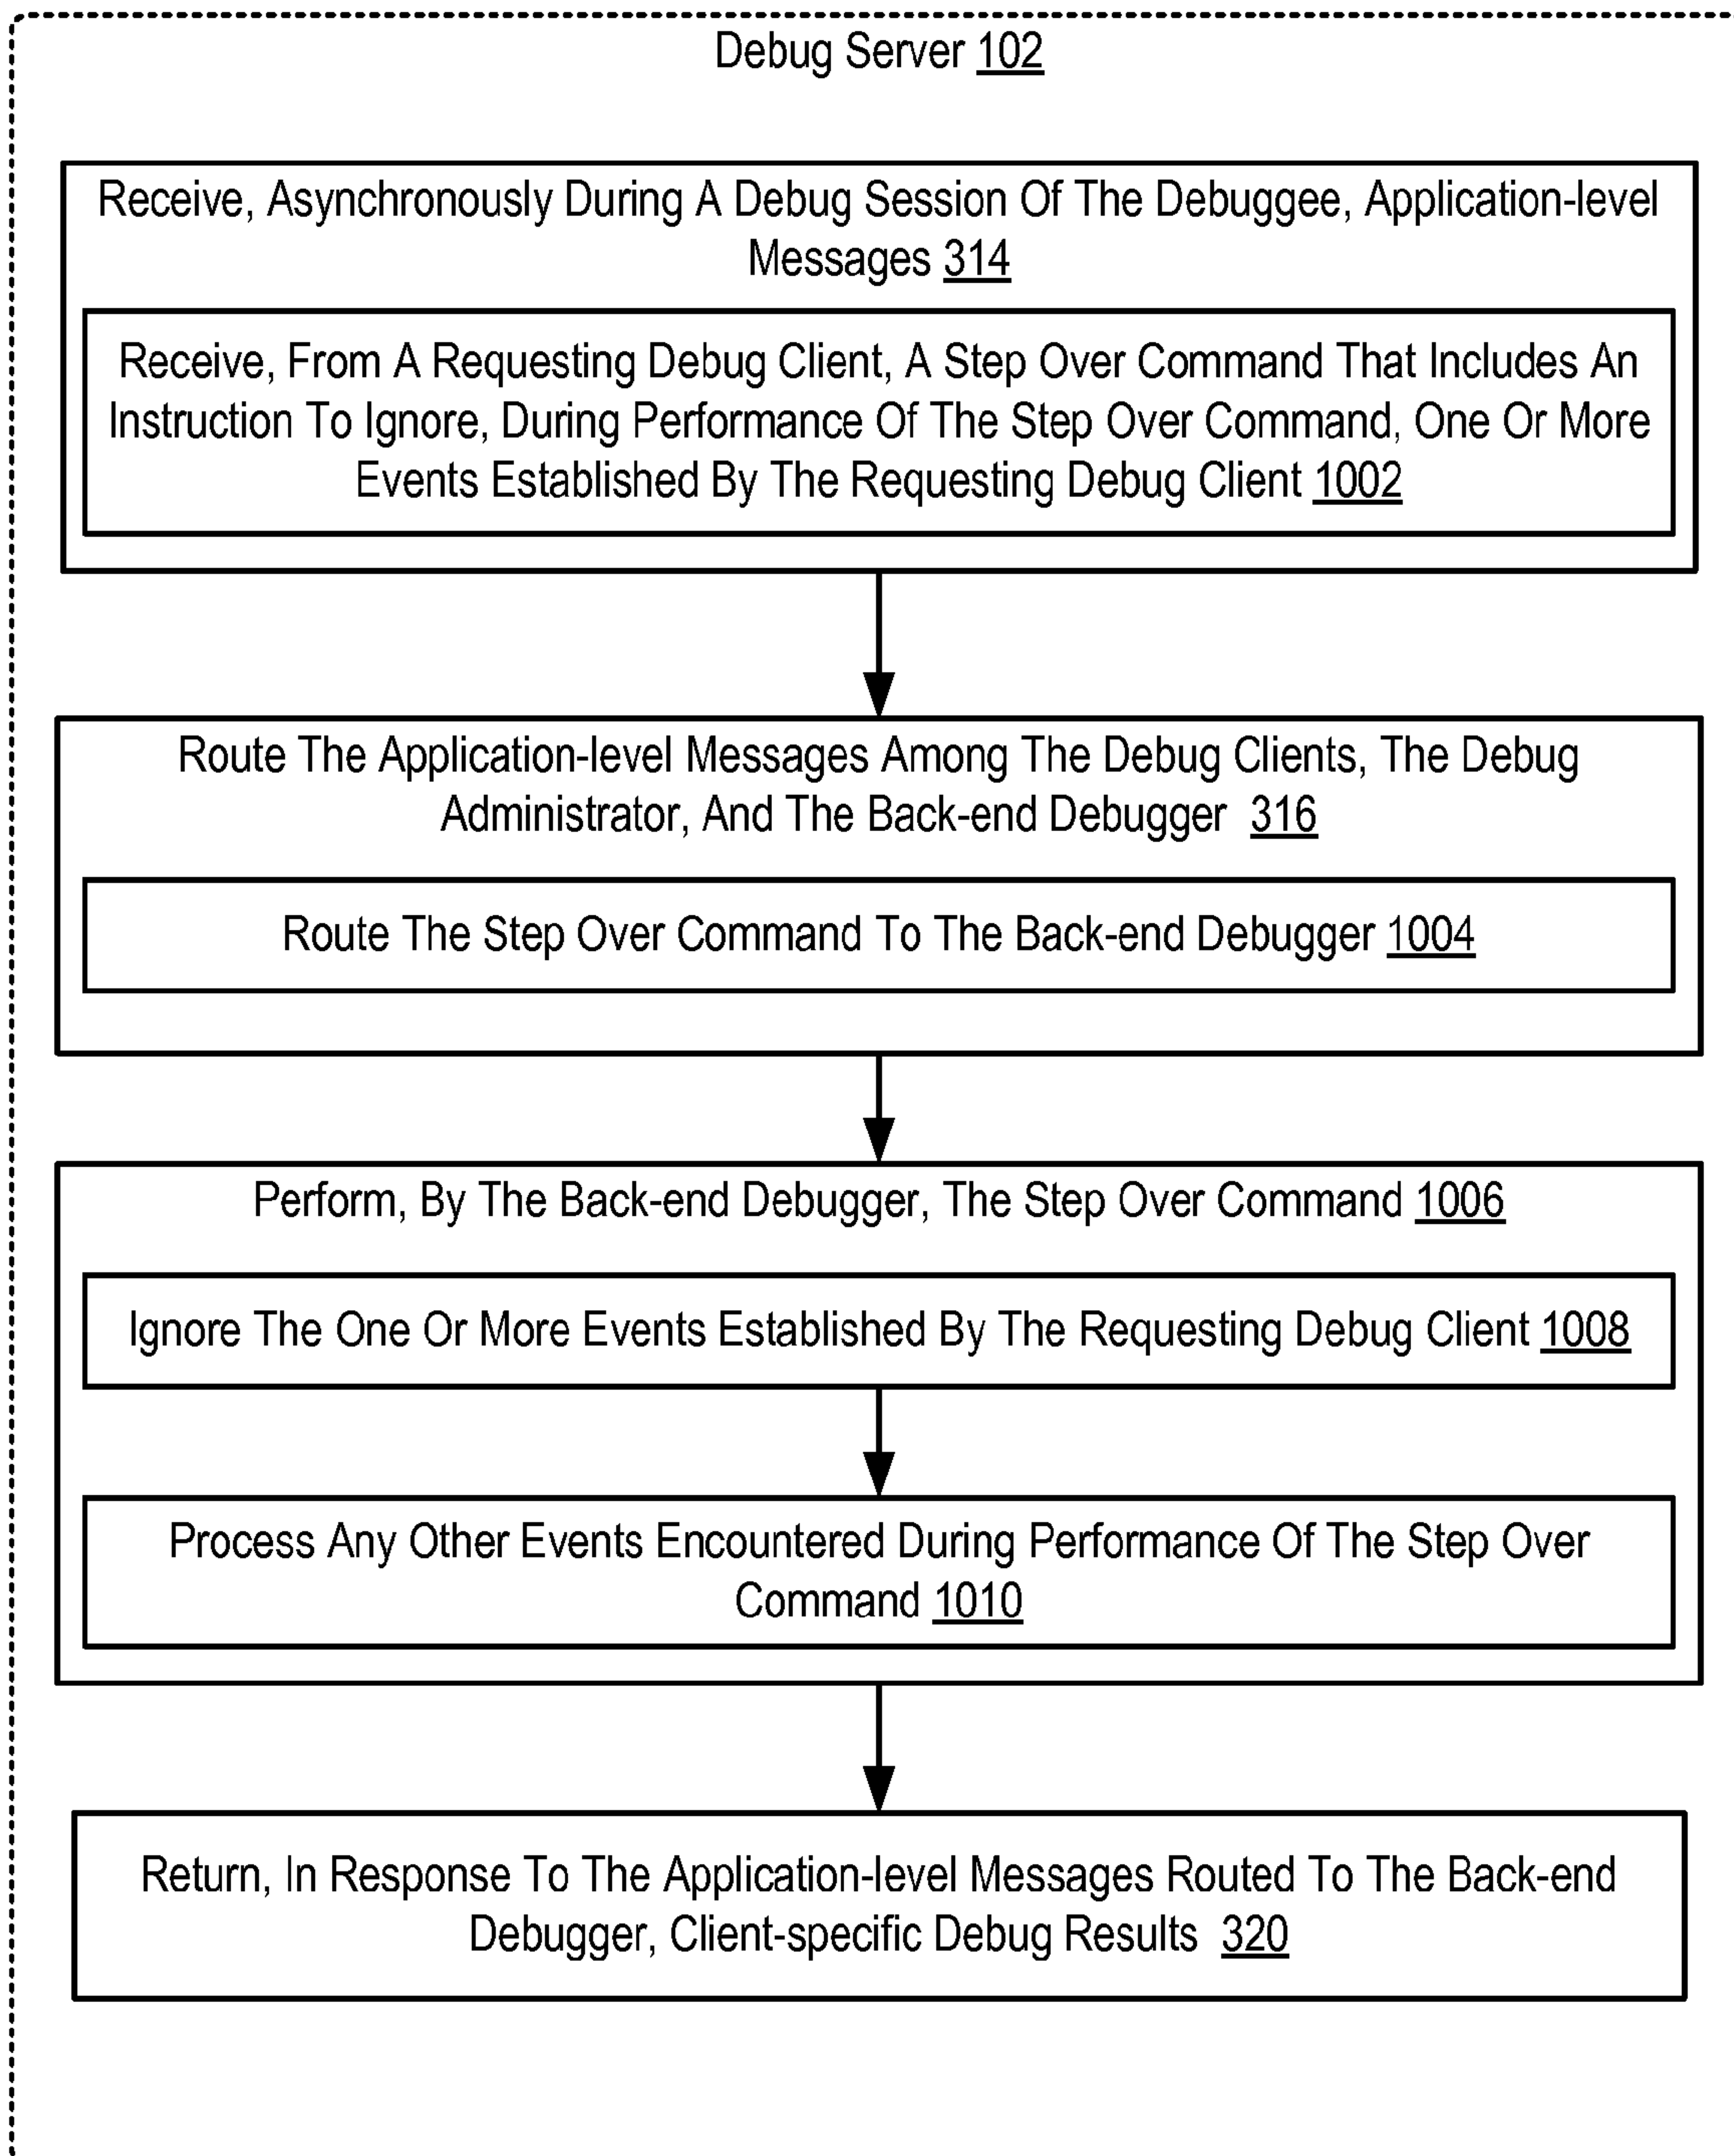 Debug Server 102
Receive, Asynchronously During A Debug Session Of The Debuggee, Application-level
Messages 314
Receive, From A Requesting Debug Client, A Step Over Command That Includes An
Instruction To Ignore, During Performance Of The Step Over Command, One Or More
Events Established By The Requesting Debug Client 1002
Route The Application-level Messages Among The Debug Clients, The Debug
Administrator, And The Back-end Debugger 316
Route The Step Over Command To The Back-end Debugger 1004
Perform, By The Back-end Debugger, The Step Over Command 1006
Ignore The One Or More Events Established By The Requesting Debug Client 1008
Process Any Other Events Encountered During Performance Of The Step Over
Command 1010
Return, In Response To The Application-level Messages Routed To The Back-end
Debugger, Client-specific Debug Results 320